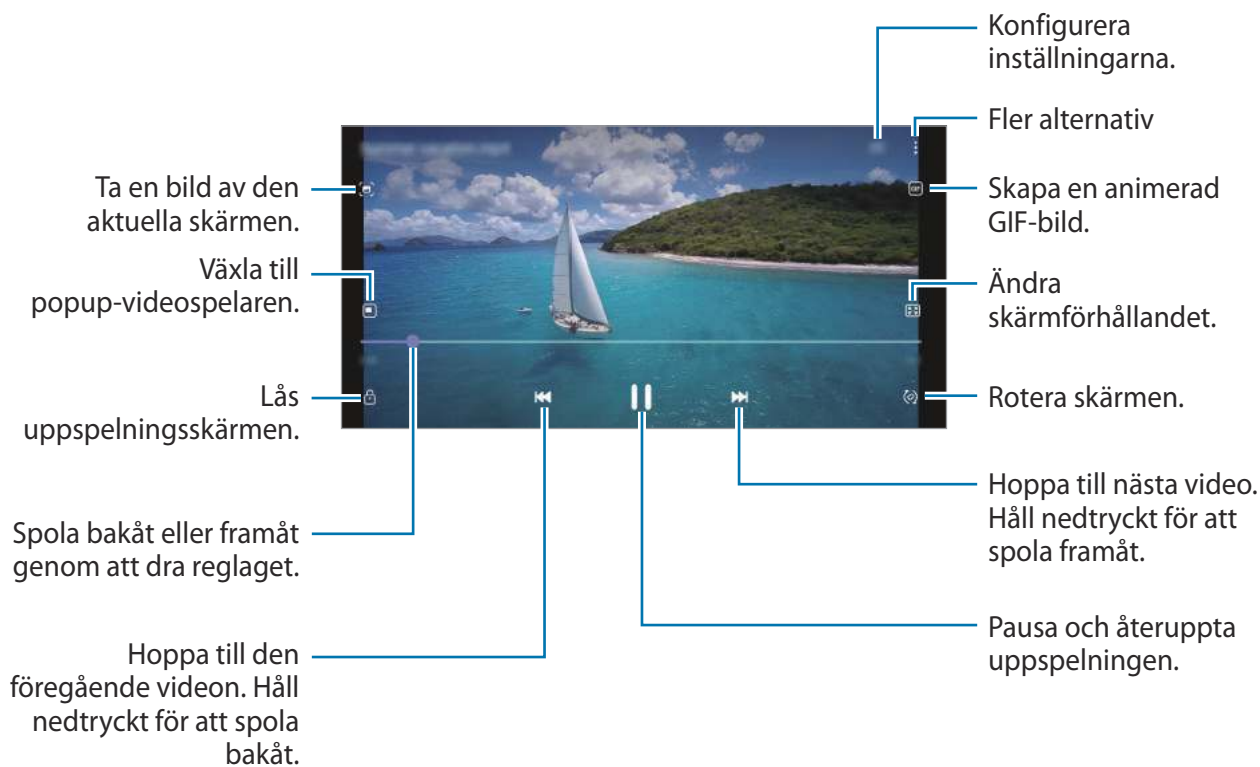 Konfigurera
inställningarna.
Fler alternativ
Ta en bild av den
aktuella skärmen.
Skapa en animerad
GIF-bild.
Växla till
popup-videospelaren.
Ändra
skärmförhållandet.
Lås
uppspelningsskärmen.
Rotera skärmen.
Spola bakåt eller framåt
genom att dra reglaget.
Hoppa till nästa video.
Håll nedtryckt för att
spola framåt.
Hoppa till den
föregående videon. Håll
nedtryckt för att spola
bakåt.
Pausa och återuppta
uppspelningen.